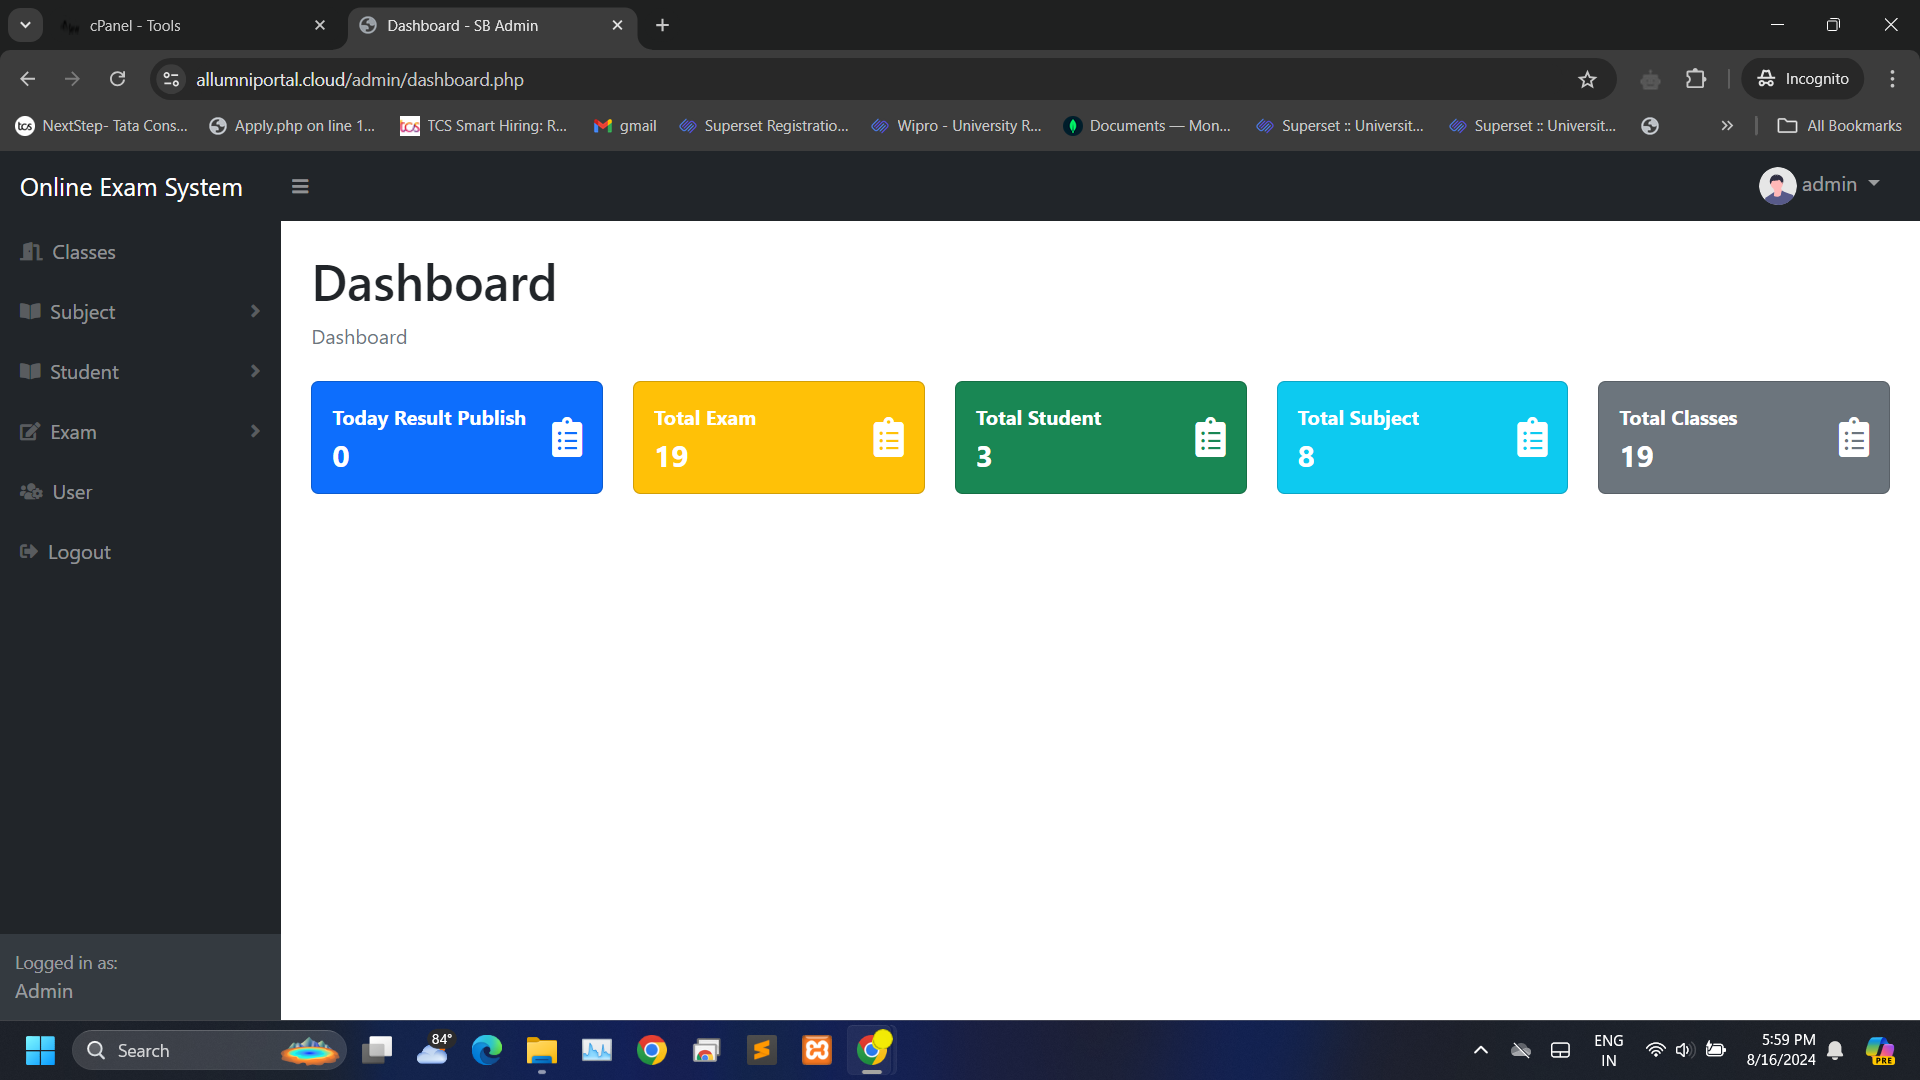 cPanel - Tools
Dashboard - SB Admin
allumniportal.cloud/admin/dashboard.php
Incognito
NextStep- Tata Cons...
Apply.php on line 1...
TCS Smart Hiring: R...
gmail
Superset Registratio...
Wipro - University R...
Documents — Mon...
Superset :: Universit...
Superset :: Universit...
All Bookmarks
Online Exam System
admin
Classes
Subject
Student
Exam
User
Logout
Logged in as:
Admin
Dashboard
Dashboard
Today Result Publish
0
Total Exam
19
Total Student
3
Total Subject
8
Total Classes
19
Search
84°
ENG
IN
5:59 PM
8/16/2024
PRE